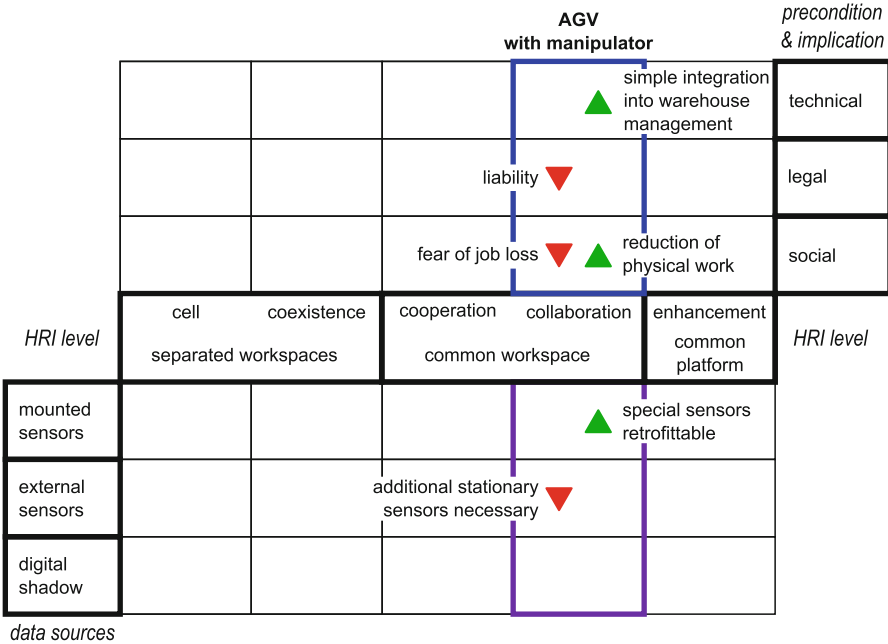 AGV
with manipulator
precondition
& implication
simple integration
into warehouse
management
technical
liability
legal
fear of job loss
reduction of
physical work
social
HRI level
cell
coexistence
separated workspaces
cooperation
collaboration
common workspace
enhancement
common
platform
HRI level
mounted
sensors
special sensors
retrofittable
external
sensors
additional stationary
sensors necessary
digital
shadow
data sources